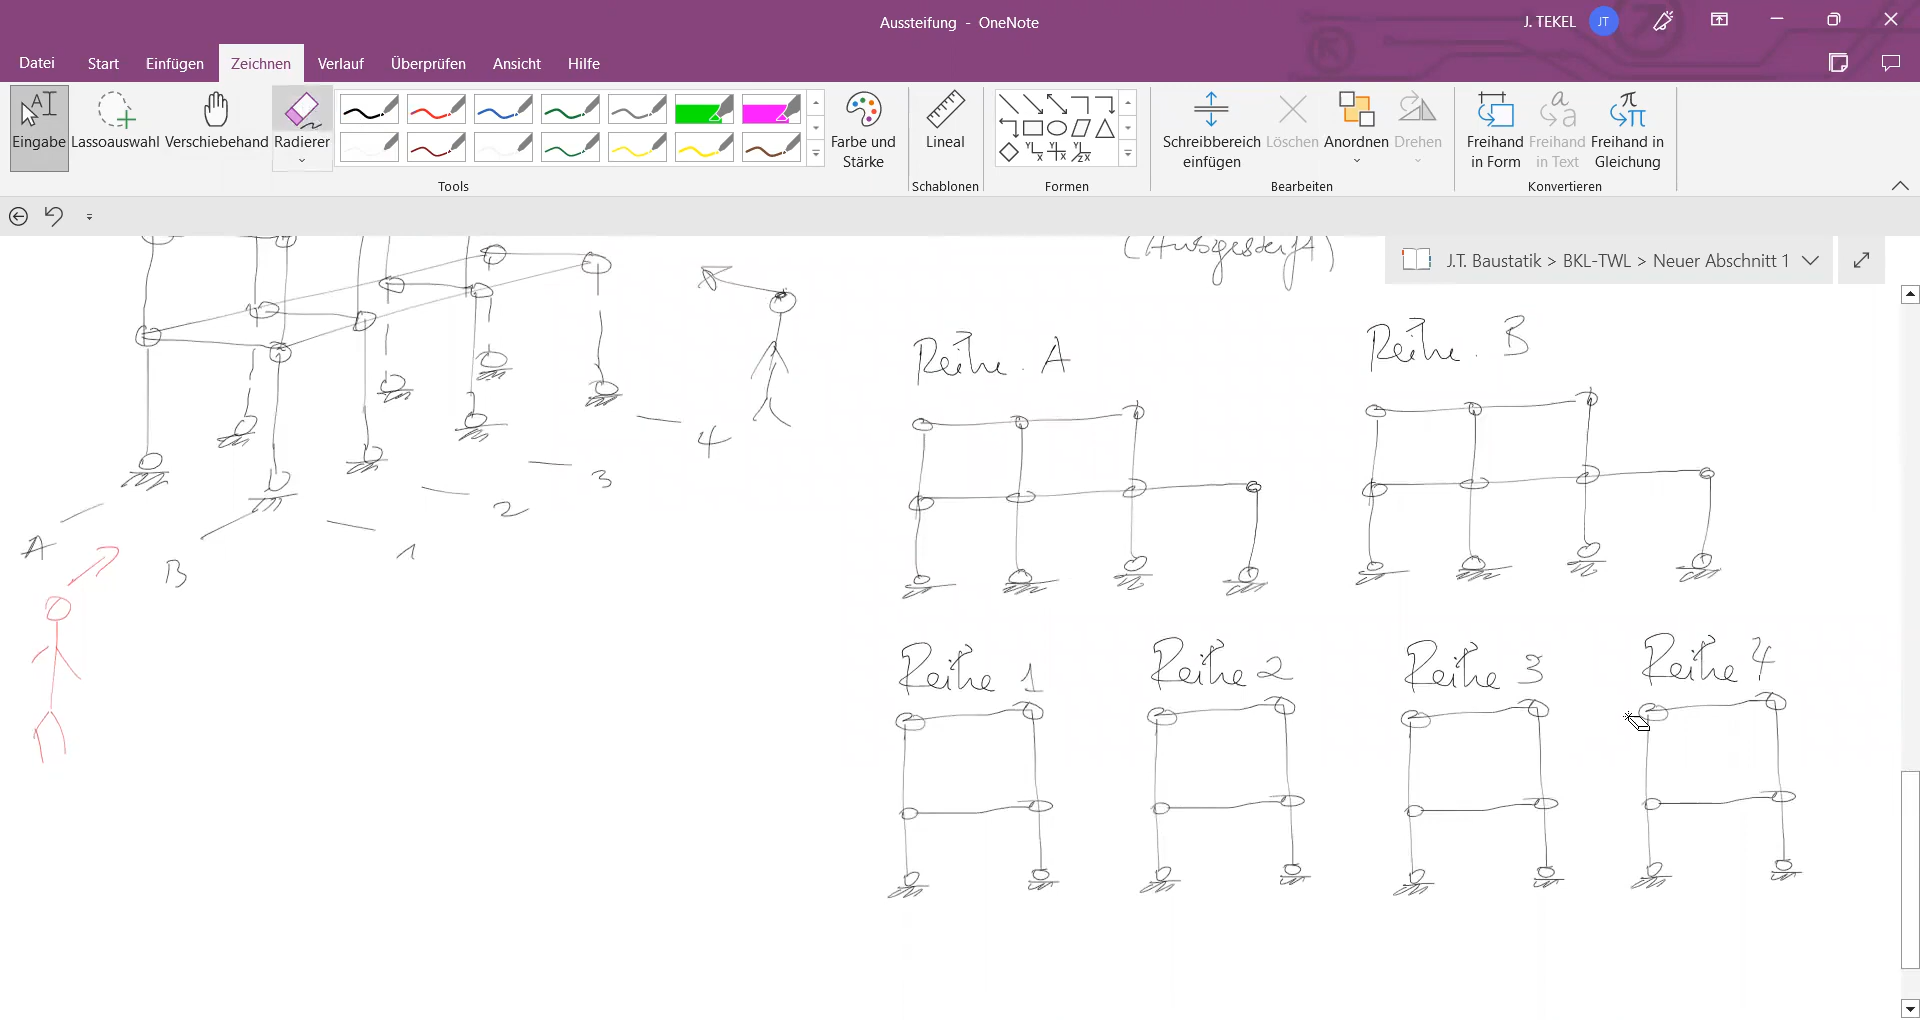 Aussteifung - OneNote
J. TEKEL
JT
Datei
Start
Einfügen
Zeichnen
Verlauf
Überprüfen
Ansicht
Hilfe
Eingabe
Lassoauswahl
Verschiebehand
Radierer
Farbe und
Stärke
Lineal
Schreibbereich
einfügen
Löschen
Anordnen
Drehen
Freihand
in Form
Freihand
in Text
Freihand in
Gleichung
Tools
Schablonen
Formen
Bearbeiten
Konvertieren
J.T. Baustatik > BKL-TWL > Neuer Abschnitt 1
(Ausgesteift)
Reihe. A
Reihe. B
4
3
2
1
A
B
Reihe 1
Reihe 2
Reihe 3
Reihe 4